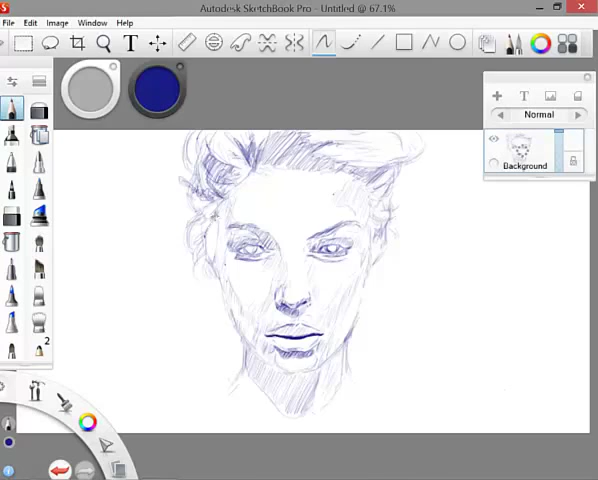 Autodesk SketchBook Pro - Untitled @ 67.1%
File Edit Image Window Help
T
T
Normal
Background
2